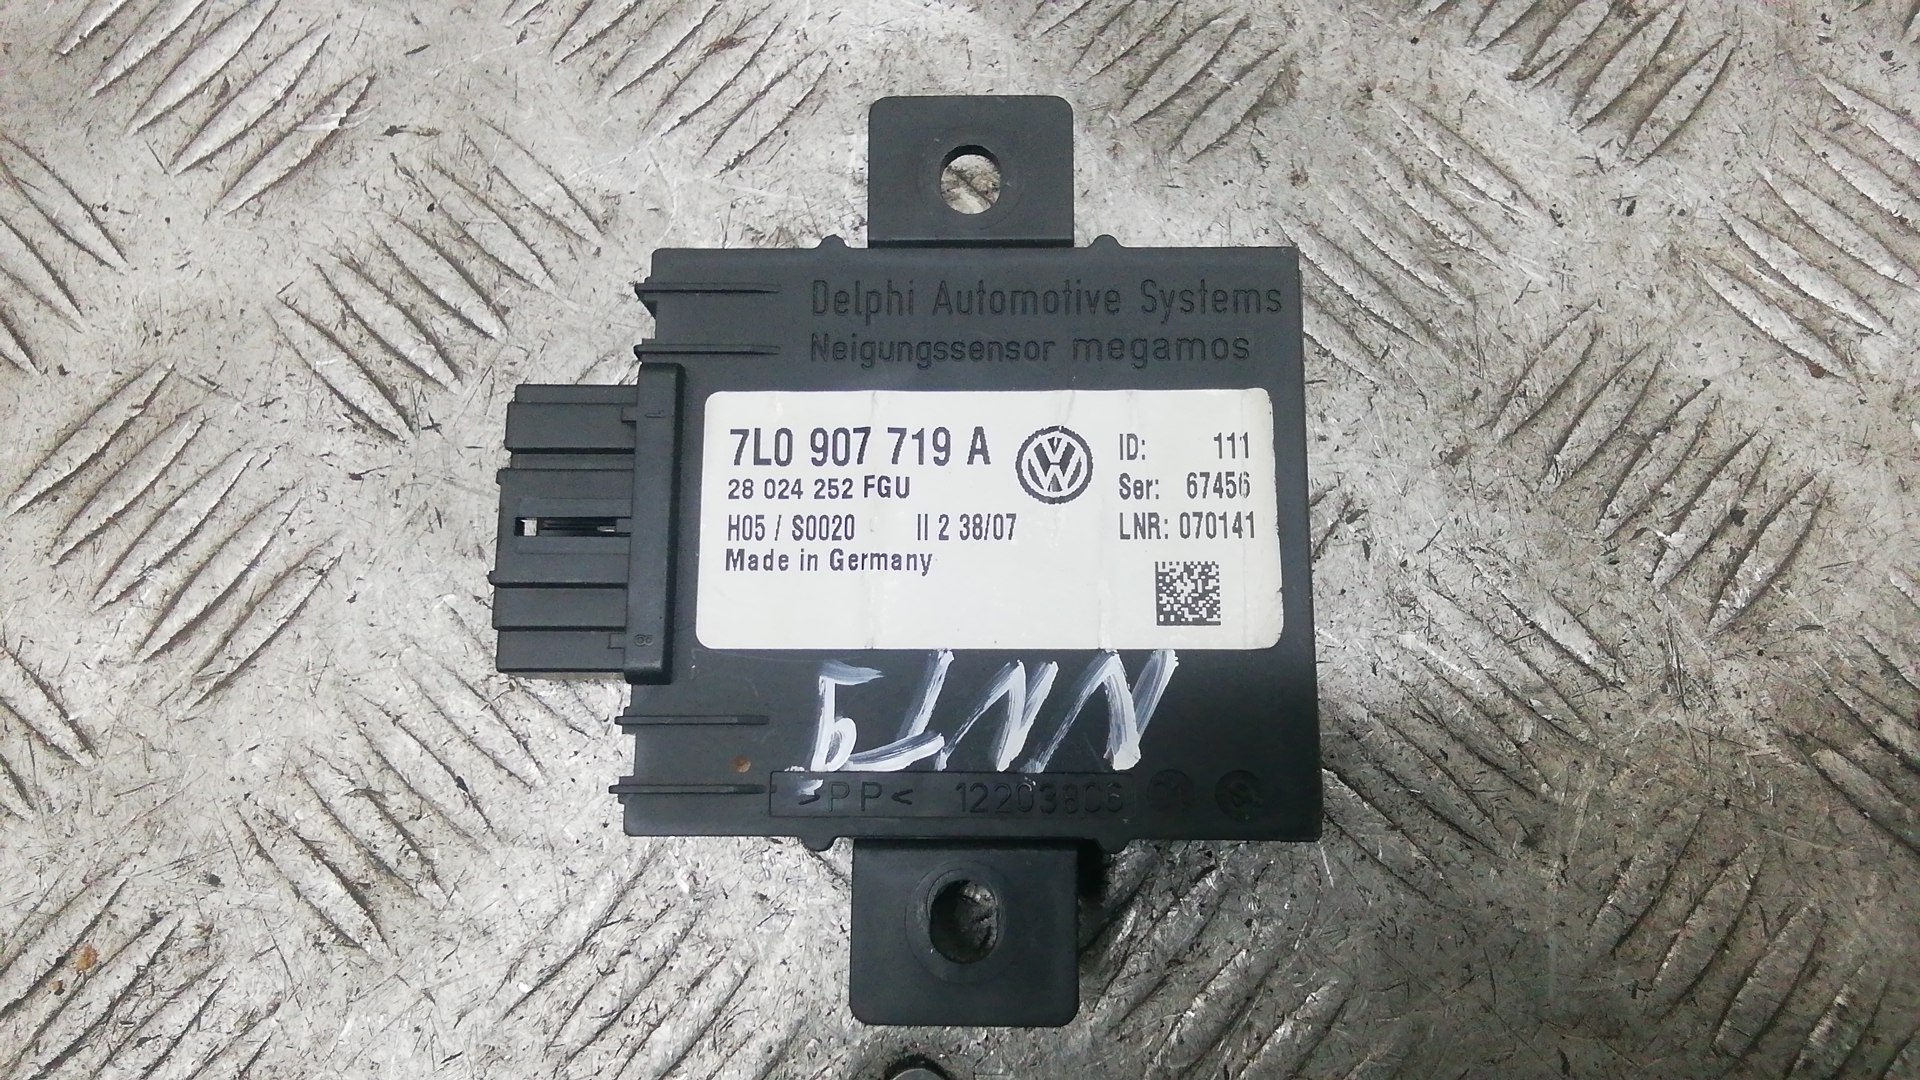 Delphi Automotive Systems
Neigungssensor megamos
7L0 907 719 A
28 024 252 FGU
H05 / S0020 II 2 38/07
Made in Germany
ID: 111
Ser: 67456
LNR: 070141
>PP< 12203806